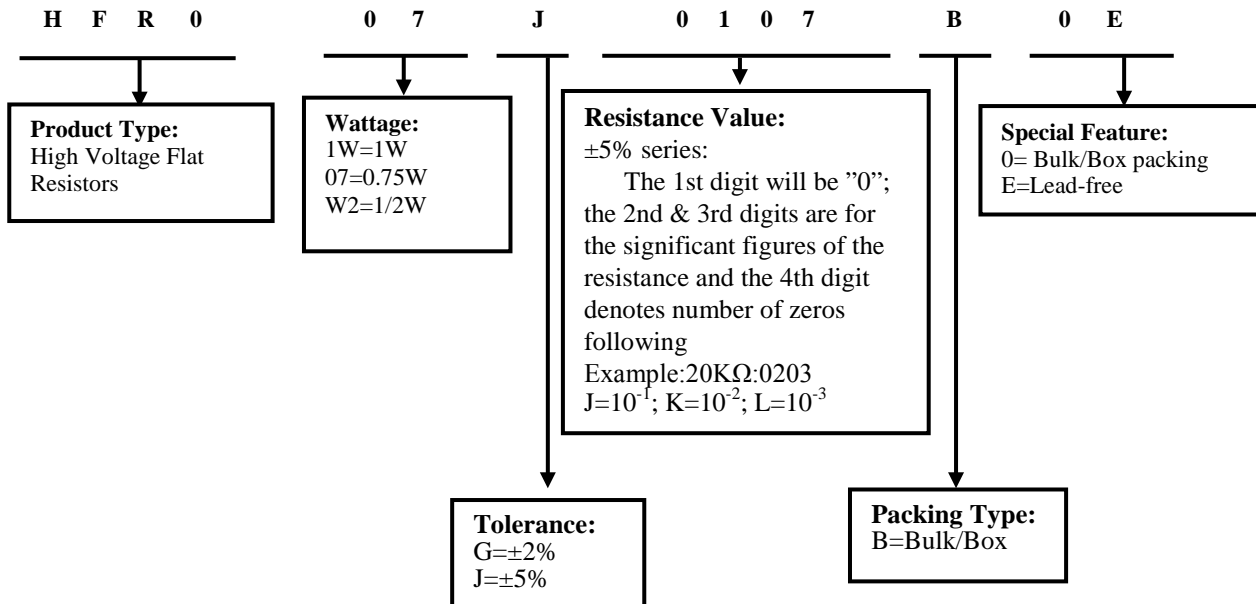 H F R 0 0 7 J 0 1 0 7 B 0 E
Product Type:
High Voltage Flat
Resistors
Wattage:
1W=1W
07=0.75W
W2=1/2W
Resistance Value:
±5% series:
The 1st digit will be ”0”;
the 2nd & 3rd digits are for
the significant figures of the
resistance and the 4th digit
denotes number of zeros
following
Example:20KΩ:0203
J=10⁻¹; K=10⁻²; L=10⁻³
Special Feature:
0= Bulk/Box packing
E=Lead-free
Tolerance:
G=±2%
J=±5%
Packing Type:
B=Bulk/Box